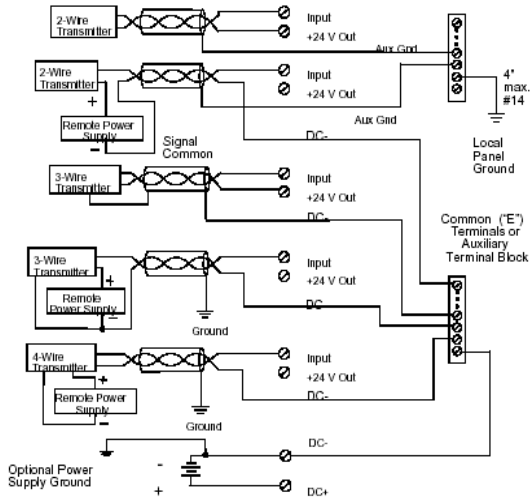 2-Wire
Transmitter
Input
+24 V Out
Aux Gnd
2-Wire
Transmitter
+
Remote Power
Supply
-
Input
+24 V Out
Aux Gnd
4"
max.
#14
Local
Panel
Ground
Signal
Common
DC-
3-Wire
Transmitter
Input
+24 V Out
DC-
Common ("E")
Terminals or
Auxiliary
Terminal Block
3-Wire
Transmitter
+
Remote
Power Supply
-
Input
+24 V Out
DC
Ground
4-Wire
Transmitter
+
Remote Power
Supply
-
Input
+24 V Out
DC-
Ground
DC-
Optional Power
Supply Ground
-
+
DC+